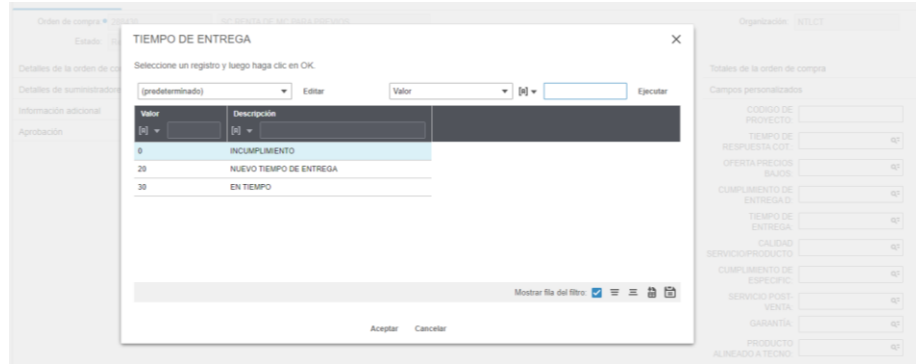 Orden de compra
Organización:
Estado:
TIEMPO DE ENTREGA
Seleccione un registro y luego haga clic en OK.
(predeterminado) Editar Valor Ejecutar
Valor Descripción
0 INCUMPLIMIENTO
20 NUEVO TIEMPO DE ENTREGA
30 EN TIEMPO
Mostrar fila del filtro:
Aceptar Cancelar
Detalles de la orden de
Detalles de
Información adicional
Aprobación
Totales de la orden de compra
Campos personalizados
CODIGO DE
PROYECTO:
TIEMPO DE
RESPUESTA COT.:
OFERTA PRECIOS
BAJOS:
CUMPLIMIENTO DE
ENTREGA D:
TIEMPO DE
ENTREGA:
CALIDAD
SERVICIO/PRODUCTO:
CUMPLIMIENTO DE
ESPECIFIC:
SERVICIO POST-
VENTA:
GARANTÍA:
PRODUCTO
ALINEADO A TECNO: